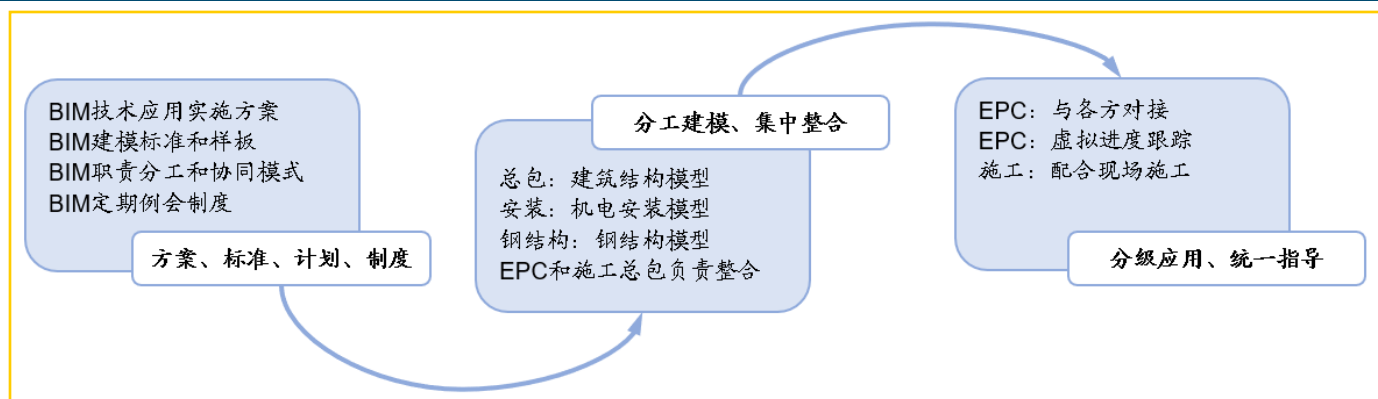 BIM技术应用实施方案
BIM建模标准和样板
BIM职责分工和协同模式
BIM定期例会制度
方案、标准、计划、制度
分工建模、集中整合
总包：建筑结构模型
安装：机电安装模型
钢结构：钢结构模型
EPC和施工总包负责整合
EPC：与各方对接
EPC：虚拟进度跟踪
施工：配合现场施工
分级应用、统一指导